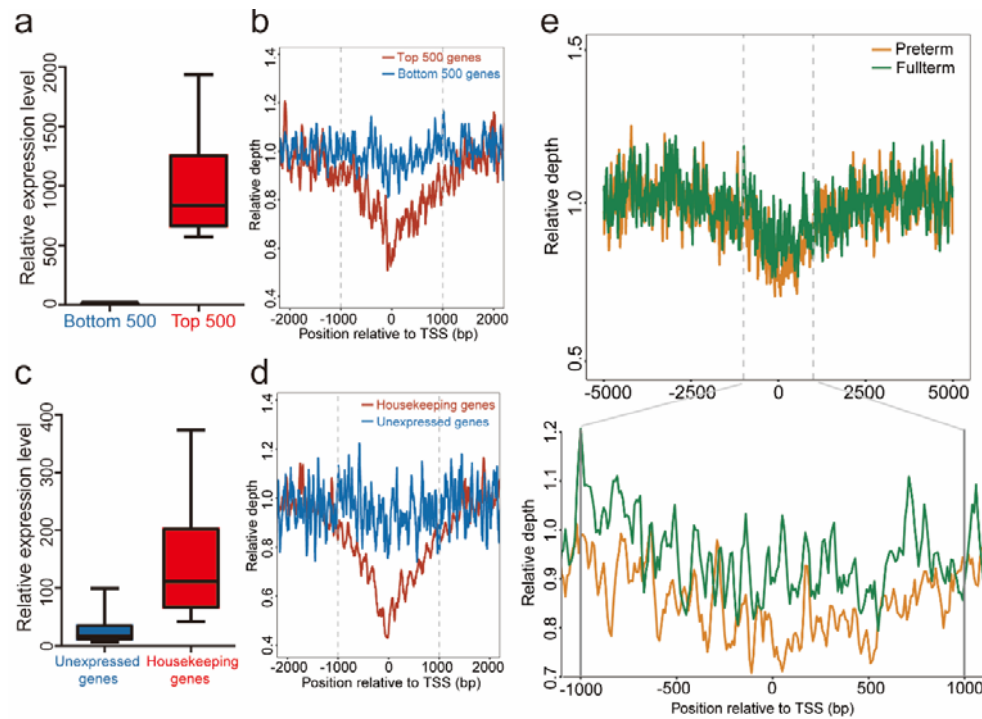 a
Relative expression level
2000
1500
1000
500
0
Bottom 500
Top 500
b
Top 500 genes
Bottom 500 genes
Relative depth
1.4
1.2
1.0
0.8
0.6
0.4
-2000
-1000
0
1000
2000
Position relative to TSS (bp)
c
Relative expression level
400
300
200
100
0
Unexpressed
genes
Housekeeping
genes
d
Housekeeping genes
Unexpressed genes
Relative depth
1.4
1.2
1.0
0.8
0.6
0.4
-2000
-1000
0
1000
2000
Position relative to TSS (bp)
e
Preterm
Fullterm
Relative depth
1.5
1.0
0.5
-5000
-2500
0
2500
5000
Relative depth
1.2
1.1
1.0
0.9
0.8
0.7
-1000
-500
0
500
1000
Position relative to TSS (bp)